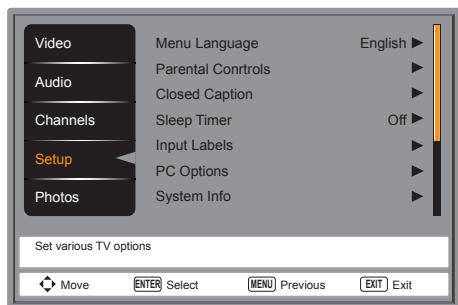 Video
Audio
Channels
Setup
Photos
Menu Language English
Parental Conrtrols
Closed Caption
Sleep Timer Off
Input Labels
PC Options
System Info
Set various TV options
Move ENTER Select MENU Previous EXIT Exit